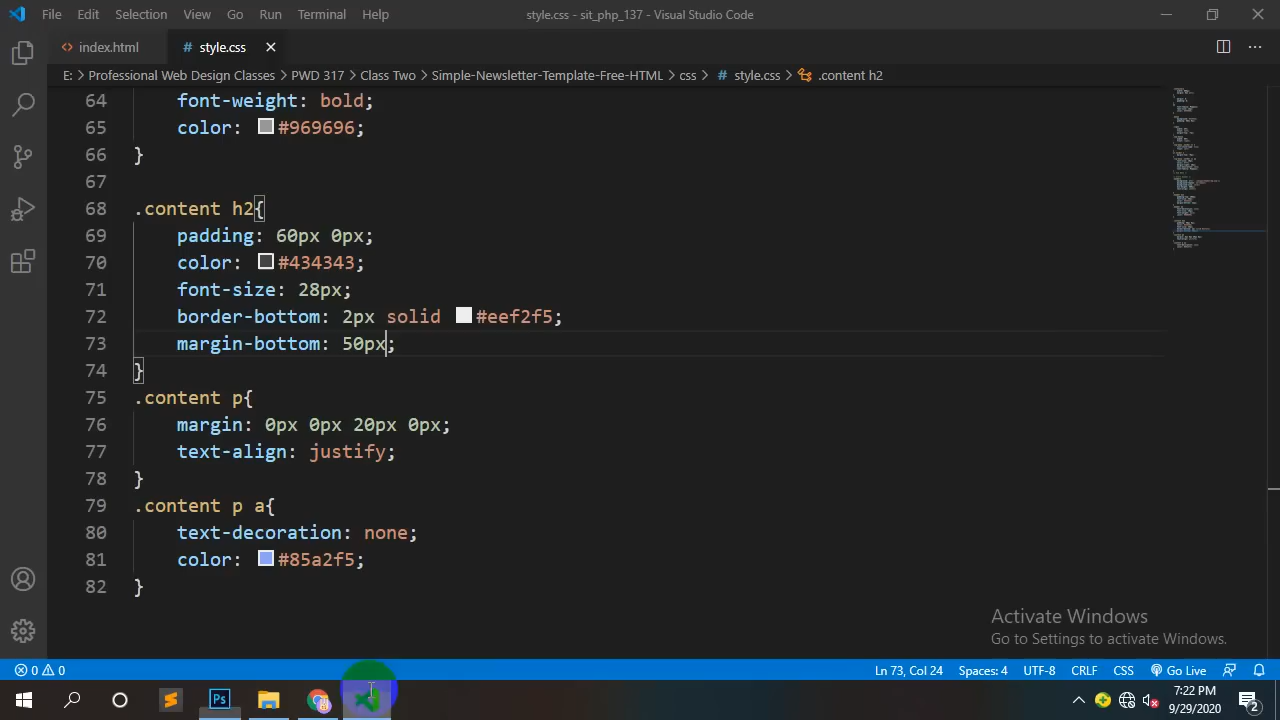 File Edit Selection View Go Run Terminal Help
style.css - sit_php_137 - Visual Studio Code
<> index.html
# style.css
E: > Professional Web Design Classes > PWD 317 > Class Two > Simple-Newsletter-Template-Free-HTML > css > # style.css > .content h2
64 font-weight: bold;
65 color: #969696;
66 }
67
68 .content h2{
69 padding: 60px 0px;
70 color: #434343;
71 font-size: 28px;
72 border-bottom: 2px solid #eef2f5;
73 margin-bottom: 50px;
74 }
75 .content p{
76 margin: 0px 0px 20px 0px;
77 text-align: justify;
78 }
79 .content p a{
80 text-decoration: none;
81 color: #85a2f5;
82 }
Activate Windows
Go to Settings to activate Windows.
0 0
Ln 73, Col 24 Spaces: 4 UTF-8 CRLF CSS Go Live
Ps
7:22 PM
9/29/2020
2